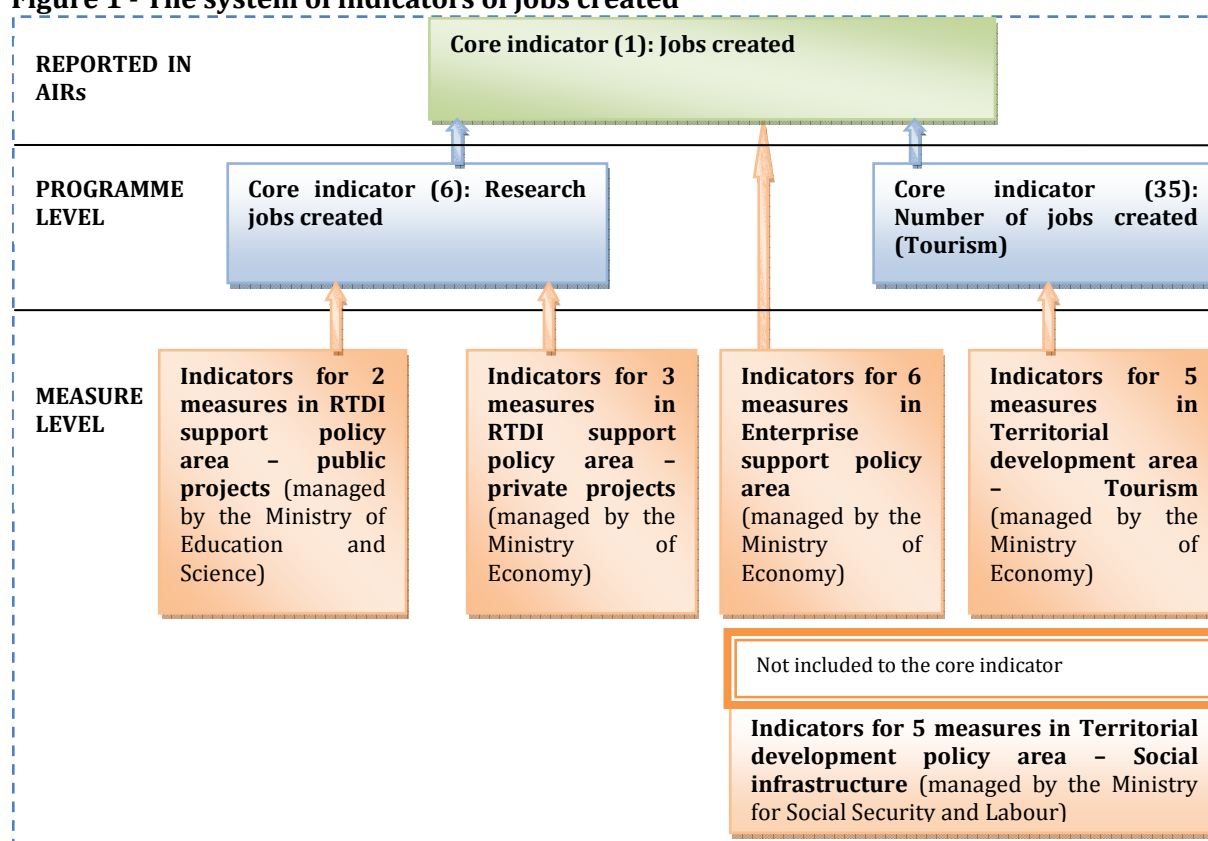 Figure 1 - The system of indicators of jobs created
REPORTED IN
AIRs
Core indicator (1): Jobs created
PROGRAMME
LEVEL
Core indicator (6): Research
jobs created
Core indicator (35):
Number of jobs created
(Tourism)
MEASURE
LEVEL
Indicators for 2
measures in RTDI
support policy
area – public
projects (managed
by the Ministry of
Education and
Science)
Indicators for 3
measures in
RTDI support
policy area –
private projects
(managed by the
Ministry of
Economy)
Indicators for 6
measures in
Enterprise
support policy
area
(managed by the
Ministry of
Economy)
Indicators for 5
measures in
Territorial
development area
– Tourism
(managed by the
Ministry of
Economy)
Not included to the core indicator
Indicators for 5 measures in Territorial
development policy area – Social
infrastructure (managed by the Ministry
for Social Security and Labour)